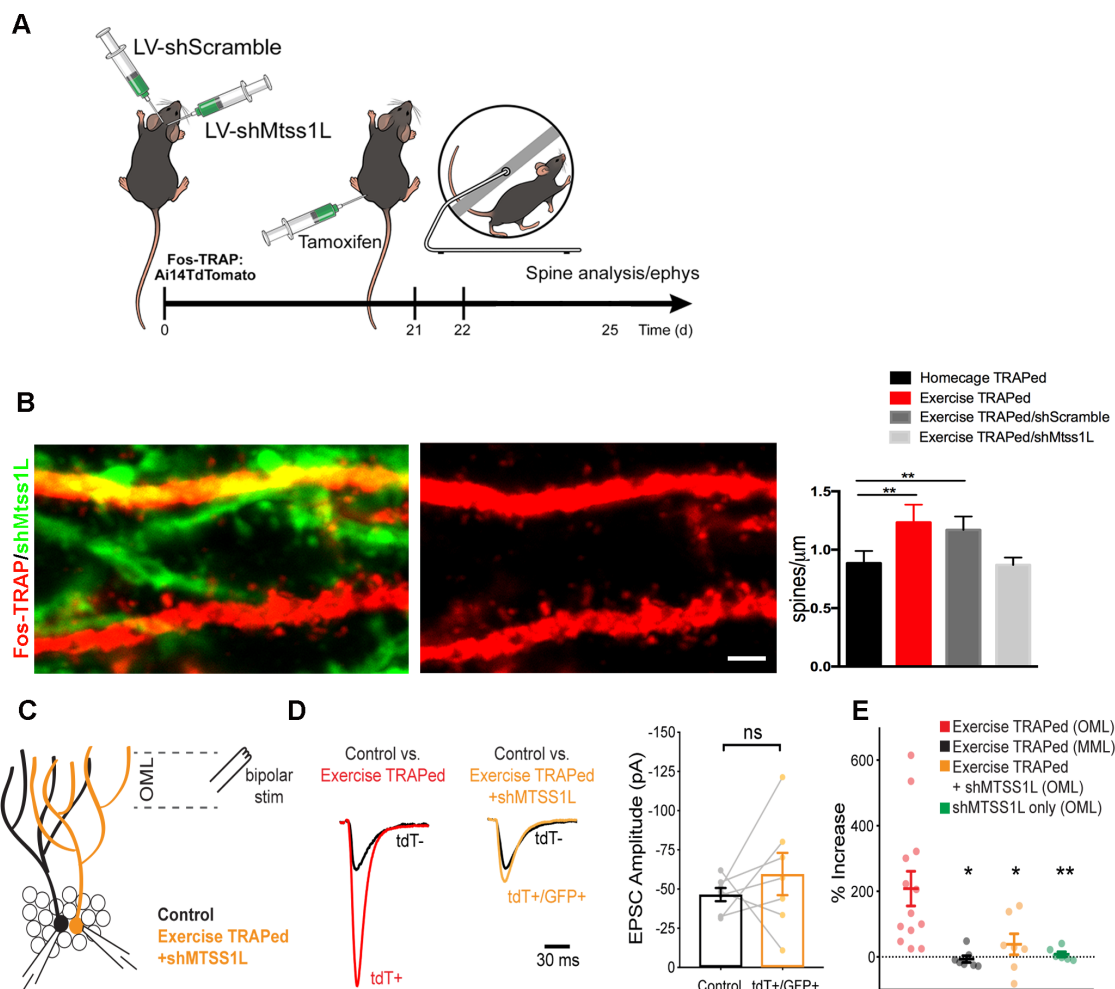 A
LV-shScramble
LV-shMtss1L
Tamoxifen
Fos-TRAP:
Ai14TdTomato
Spine analysis/ephys
0
21
22
25
Time (d)
B
Fos-TRAP/shMtss1L
Homecage TRAPed
Exercise TRAPed
Exercise TRAPed/shScramble
Exercise TRAPed/shMtss1L
**
**
spines/µm
1.5
1.0
0.5
0.0
C
OML
bipolar
stim
Control
Exercise TRAPed
+shMTSS1L
D
Control vs.
Exercise TRAPed
tdT-
tdT+
Control vs.
Exercise TRAPed
+shMTSS1L
tdT-
tdT+/GFP+
30 ms
EPSC Amplitude (pA)
-150
-125
-100
-75
-50
-25
0
ns
Control
tdT+/GFP+
E
Exercise TRAPed (OML)
Exercise TRAPed (MML)
Exercise TRAPed
+ shMTSS1L (OML)
shMTSS1L only (OML)
% Increase
600
400
200
0
*
*
**